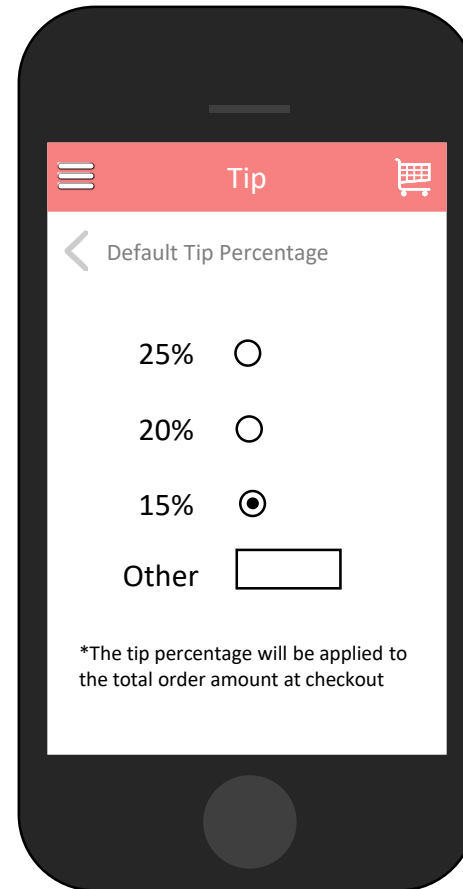 Tip
Default Tip Percentage
25%
20%
15%
Other
*The tip percentage will be applied to
the total order amount at checkout